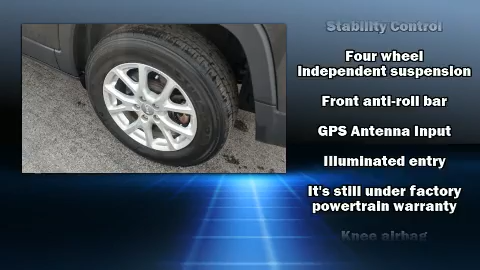 Stability Control
Four wheel
Independent suspension
Front anti-roll bar
GPS Antenna Input
Illuminated entry
It's still under factory
powertrain warranty
Knee airbag